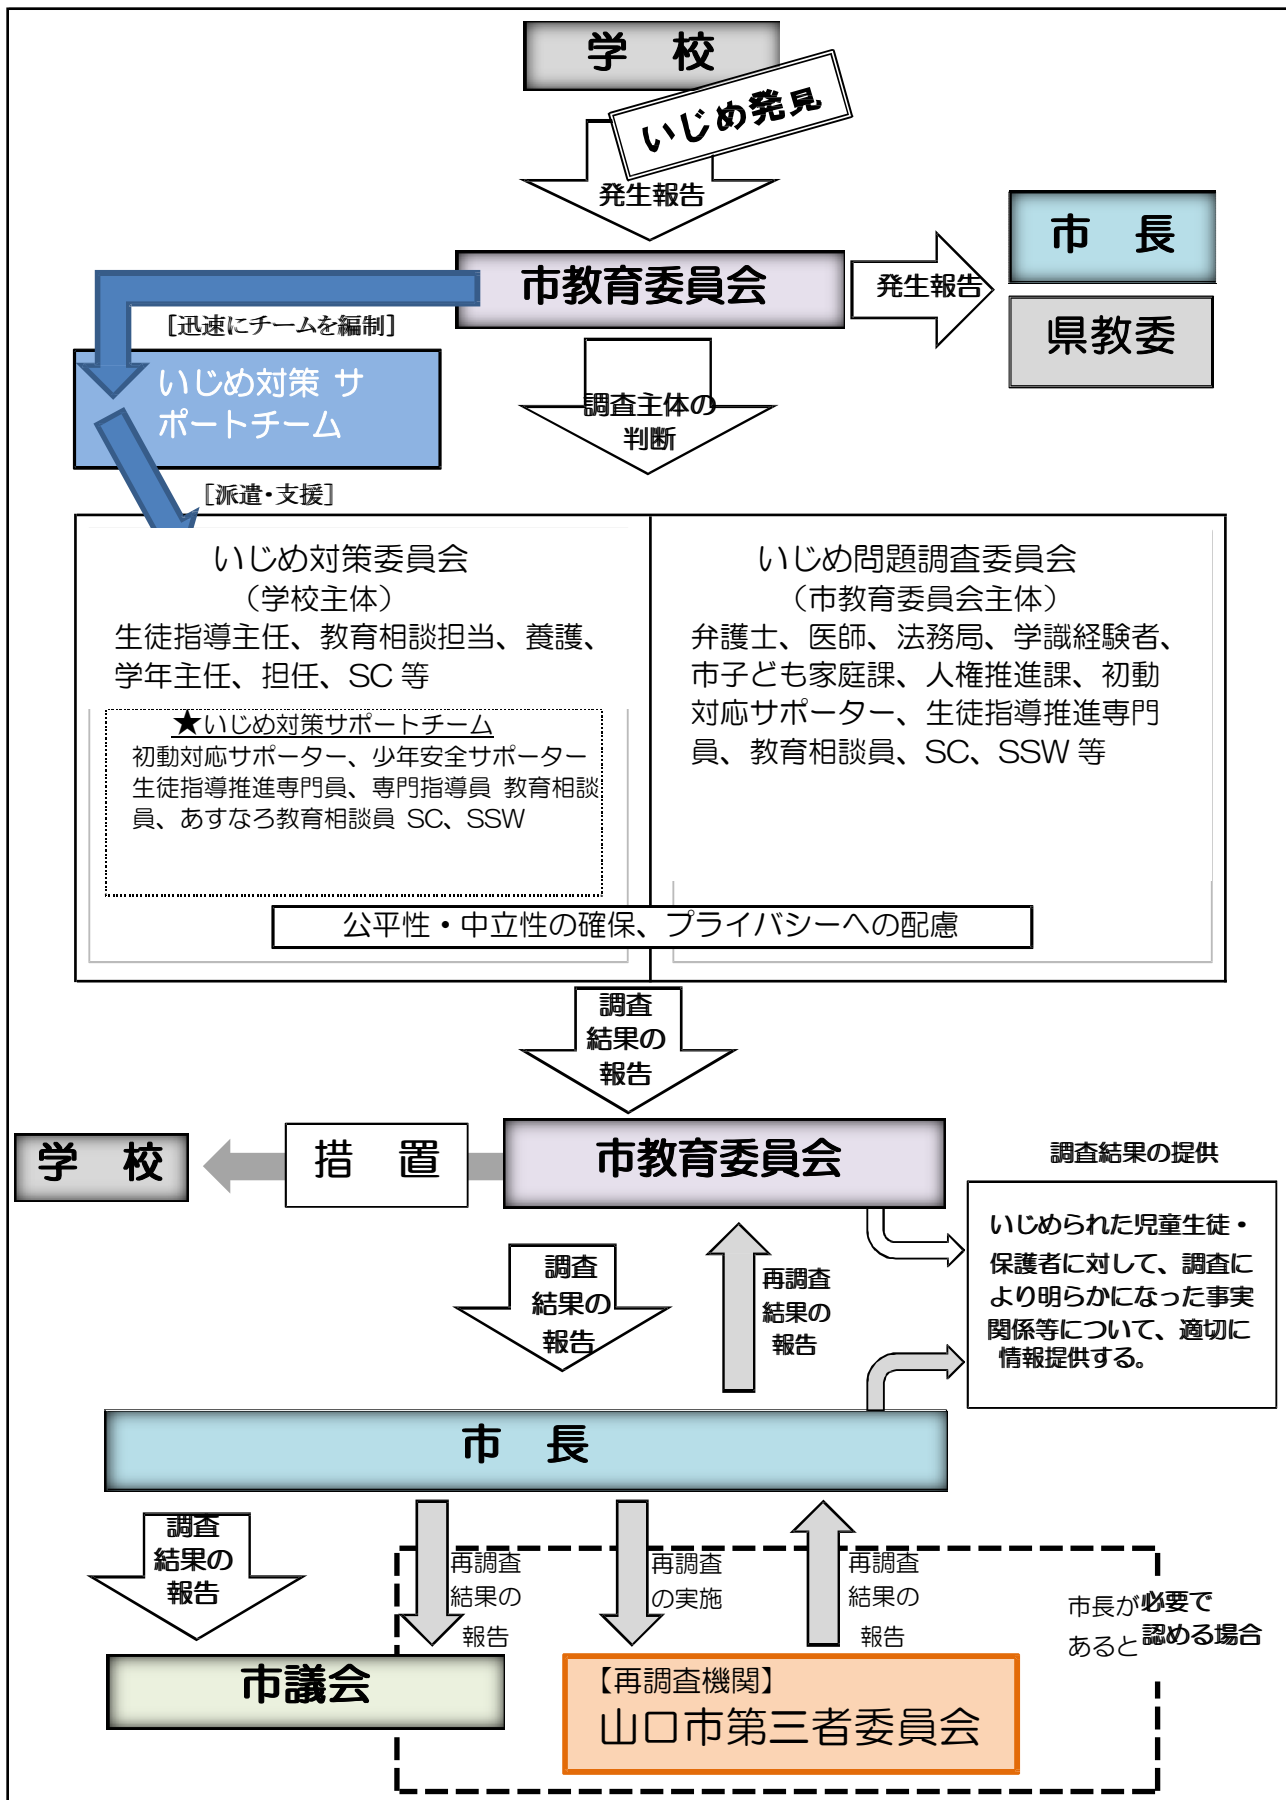 学　校
いじめ発見
発生報告
市　長
市教育委員会
発生報告
県教委
[迅速にチームを編制]
いじめ対策 サ
ポートチーム
調査主体の
判断
[派遣・支援]
いじめ対策委員会
（学校主体）
生徒指導主任、教育相談担当、養護、
学年主任、担任、SC 等
★いじめ対策サポートチーム
初動対応サポーター、少年安全サポーター
生徒指導推進専門員、専門指導員 教育相談
員、あすなろ教育相談員 SC、SSW
いじめ問題調査委員会
（市教育委員会主体）
弁護士、医師、法務局、学識経験者、
市子ども家庭課、人権推進課、初動
対応サポーター、生徒指導推進専門
員、教育相談員、SC、SSW 等
公平性・中立性の確保、プライバシーへの配慮
調査
結果の
報告
学　校
措　置
市教育委員会
調査結果の提供
いじめられた児童生徒・
保護者に対して、調査に
より明らかになった事実
関係等について、適切に
情報提供する。
調査
結果の
報告
再調査
結果の
報告
市　長
調査
結果の
報告
再調査
結果の
報告
再調査
の実施
再調査
結果の
報告
市長が必要で
あると認める場合
市議会
【再調査機関】
山口市第三者委員会